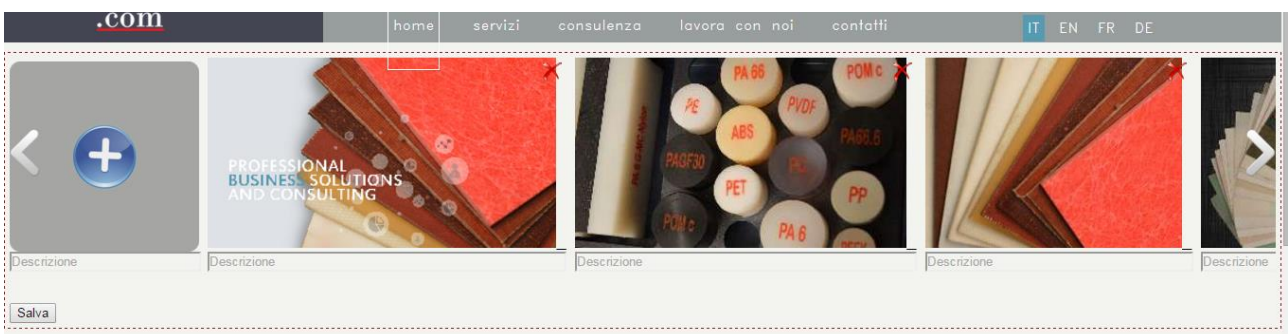 .com
home servizi consulenza lavora con noi contatti
IT EN FR DE
PROFESSIONAL
BUSINESS SOLUTIONS
AND CONSULTING
PA 66
POM c
PE
PVDF
ABS
PA66.6
PAGF30
PET
PP
POM c
PA 6
Descrizione Descrizione Descrizione Descrizione Descrizione
Salva